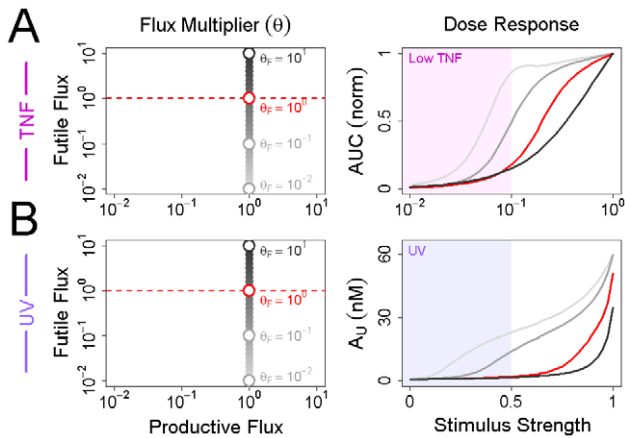 A
Flux Multiplier (θ)
Dose Response
TNF
Futile Flux
10¹
10⁰
10⁻¹
10⁻²
θF = 10¹
θF = 10⁰
θF = 10⁻¹
θF = 10⁻²
10⁻² 10⁻¹ 10⁰ 10¹
AUC (norm)
1
0.5
0
Low TNF
10⁻² 10⁻¹ 10⁰
B
UV
Futile Flux
10¹
10⁰
10⁻¹
10⁻²
θF = 10¹
θF = 10⁰
θF = 10⁻¹
θF = 10⁻²
10⁻² 10⁻¹ 10⁰ 10¹
Productive Flux
AU (nM)
60
30
0
UV
0 0.5 1
Stimulus Strength